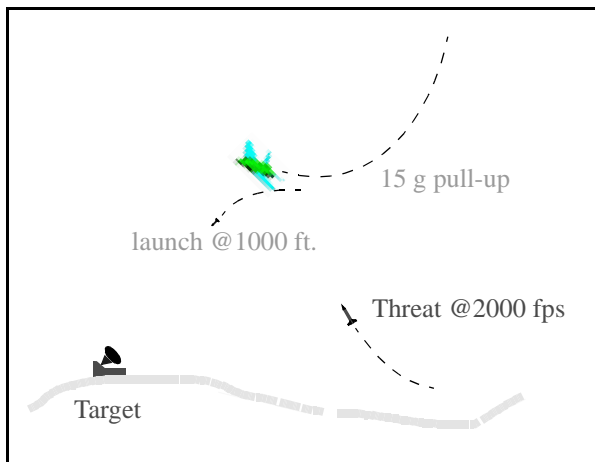 15 g pull-up
launch @1000 ft.
Threat @2000 fps
Target